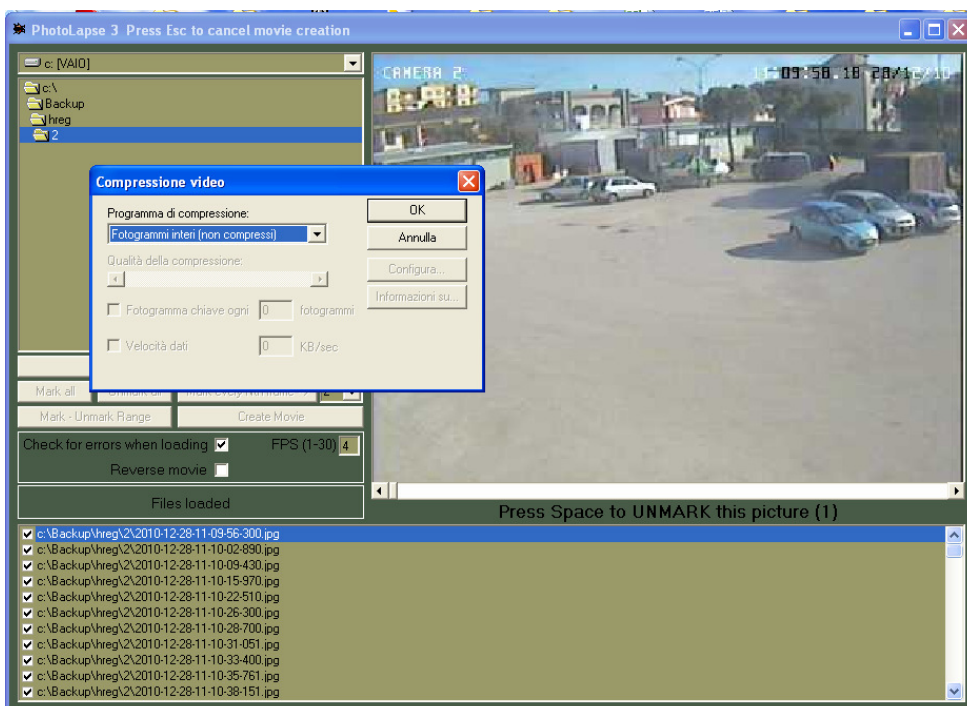 PhotoLapse 3 Press Esc to cancel movie creation
c: [VAIO]
c:\
Backup
hreg
2
CAMERA 2
Compressione video
Programma di compressione:
Fotogrammi interi (non compressi)
Qualità della compressione:
Fotogramma chiave ogni 0 fotogrammi
Velocità dati 0 KB/sec
OK
Annulla
Configura...
Informazioni su...
Mark all
Mark - Unmark Range Create Movie
Check for errors when loading FPS (1-30) 4
Reverse movie
Files loaded
Press Space to UNMARK this picture (1)
c:\Backup\hreg\2\2010-12-28-11-09-56-300.jpg
c:\Backup\hreg\2\2010-12-28-11-10-02-890.jpg
c:\Backup\hreg\2\2010-12-28-11-10-09-430.jpg
c:\Backup\hreg\2\2010-12-28-11-10-15-970.jpg
c:\Backup\hreg\2\2010-12-28-11-10-22-510.jpg
c:\Backup\hreg\2\2010-12-28-11-10-26-300.jpg
c:\Backup\hreg\2\2010-12-28-11-10-28-700.jpg
c:\Backup\hreg\2\2010-12-28-11-10-31-051.jpg
c:\Backup\hreg\2\2010-12-28-11-10-33-400.jpg
c:\Backup\hreg\2\2010-12-28-11-10-35-761.jpg
c:\Backup\hreg\2\2010-12-28-11-10-38-151.jpg